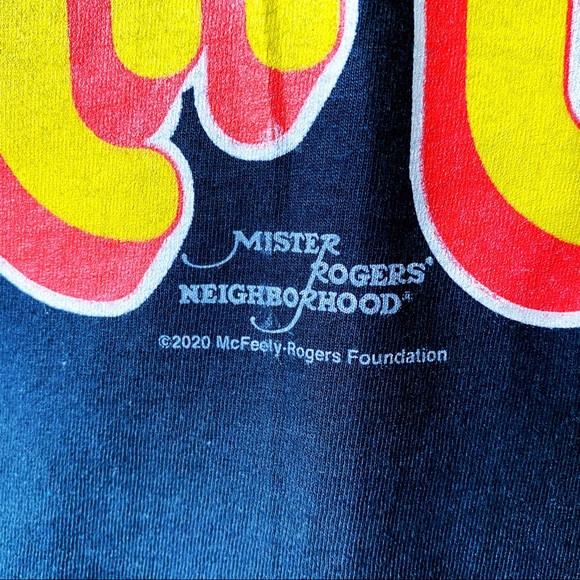 MISTER
ROGERS'
NEIGHBORHOOD®
©2020 McFeely-Rogers Foundation